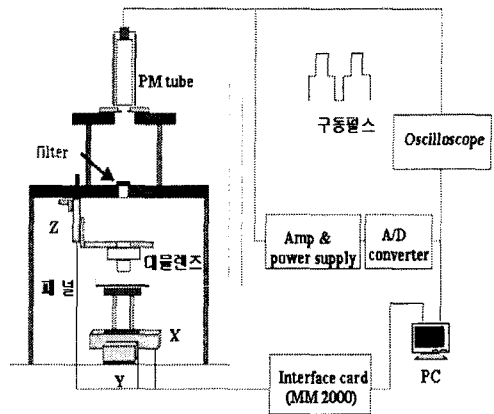 PM tube
filter
구동펄스
Oscilloscope
Z
Amp &
power supply
A/D
converter
대물렌즈
패널
X
Y
Interface card
(MM 2000)
PC